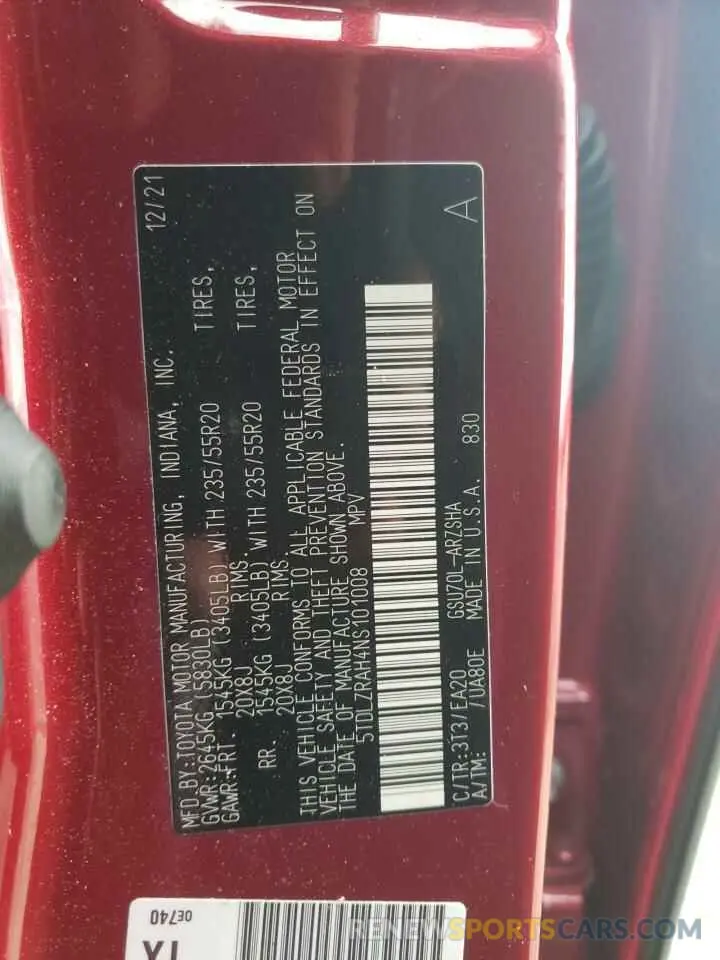 MFD.BY:TOYOTA MOTOR MANUFACTURING, INDIANA, INC. 12/21
GVWR:2645KG (5830LB)
GAWR:FRT. 1545KG (3405LB) WITH 235/55R20 TIRES,
20X8J RIMS.
RR. 1545KG (3405LB) WITH 235/55R20 TIRES,
20X8J RIMS.
THIS VEHICLE CONFORMS TO ALL APPLICABLE FEDERAL MOTOR
VEHICLE SAFETY AND THEFT PREVENTION STANDARDS IN EFFECT ON
THE DATE OF MANUFACTURE SHOWN ABOVE.
5TDLZRAH4NS101008 MPV
C/TR:3T3/EA20 GSU70L-ARZSHA
A/TM: /UA80E MADE IN U.S.A. 830 A
0E740
TX
RENEWSPORTSCARS.COM